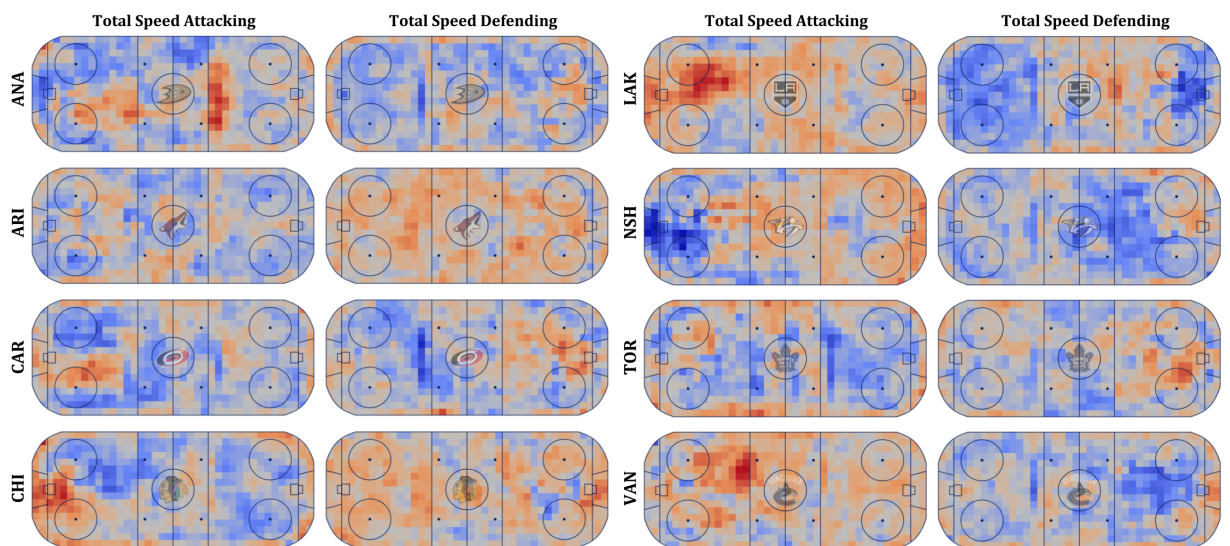 Total Speed Attacking Total Speed Defending Total Speed Attacking Total Speed Defending
ANA LAK
ARI NSH
CAR TOR
CHI VAN